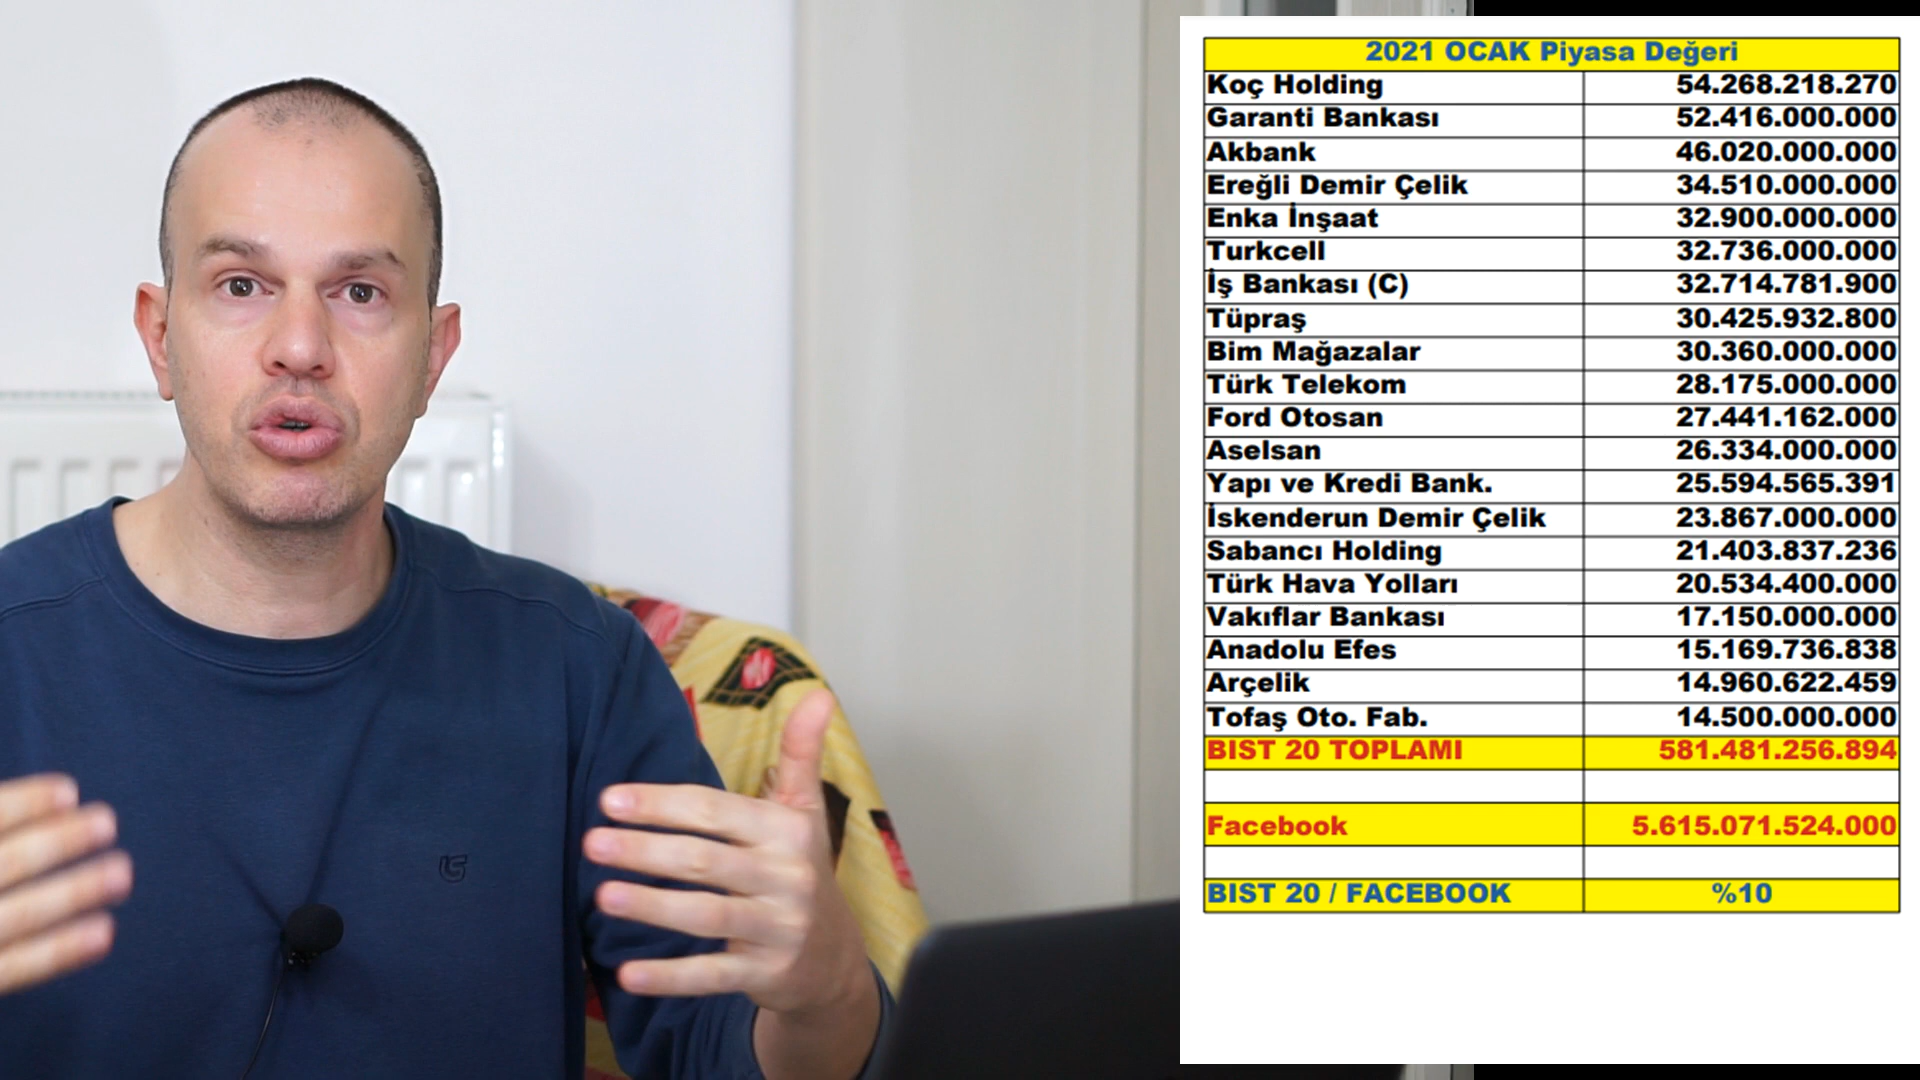 2021 OCAK Piyasa Değeri
Koç Holding 54.268.218.270
Garanti Bankası 52.416.000.000
Akbank 46.020.000.000
Ereğli Demir Çelik 34.510.000.000
Enka İnşaat 32.900.000.000
Turkcell 32.736.000.000
İş Bankası (C) 32.714.781.900
Tüpraş 30.425.932.800
Bim Mağazalar 30.360.000.000
Türk Telekom 28.175.000.000
Ford Otosan 27.441.162.000
Aselsan 26.334.000.000
Yapı ve Kredi Bank. 25.594.565.391
İskenderun Demir Çelik 23.867.000.000
Sabancı Holding 21.403.837.236
Türk Hava Yolları 20.534.400.000
Vakıflar Bankası 17.150.000.000
Anadolu Efes 15.169.736.838
Arçelik 14.960.622.459
Tofaş Oto. Fab. 14.500.000.000
BIST 20 TOPLAMI 581.481.256.894
Facebook 5.615.071.524.000
BIST 20 / FACEBOOK %10